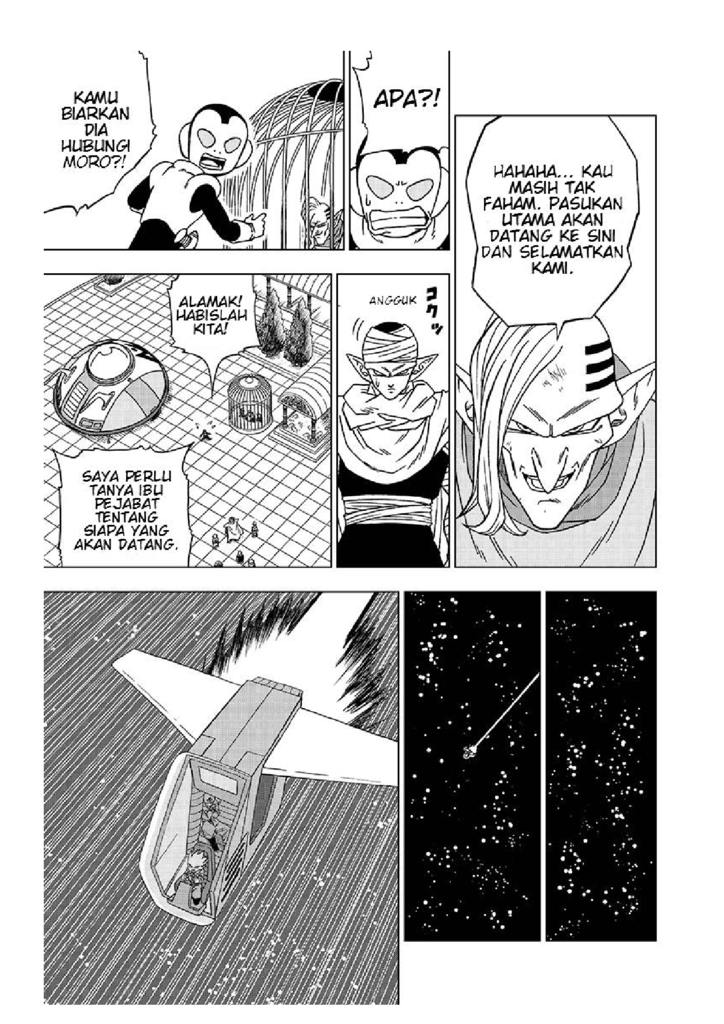 HAHAHA... KAU
MASIH TAK
FAHAM. PASUKAN
UTAMA AKAN
DATANG KE SINI
DAN SELAMATKAN
KAMI.
APA?!
KAMU
BIARKAN
DIA
HUBUNGI
MORO?!
コクッ
ANGGUK
ALAMAK!
HABISLAH
KITA!
SAYA PERLU
TANYA IBU
PEJABAT
TENTANG
SIAPA YANG
AKAN DATANG.